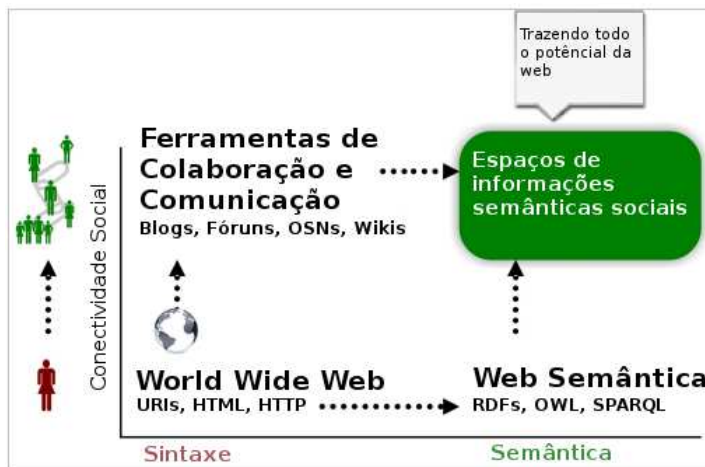 Trazendo todo
o potêncial da
web
Ferramentas de
Colaboração e
Comunicação
Blogs, Fóruns, OSNs, Wikis
Espaços de
informações
semânticas sociais
Conectividade Social
World Wide Web
URIs, HTML, HTTP
Web Semântica
RDFs, OWL, SPARQL
Sintaxe
Semântica